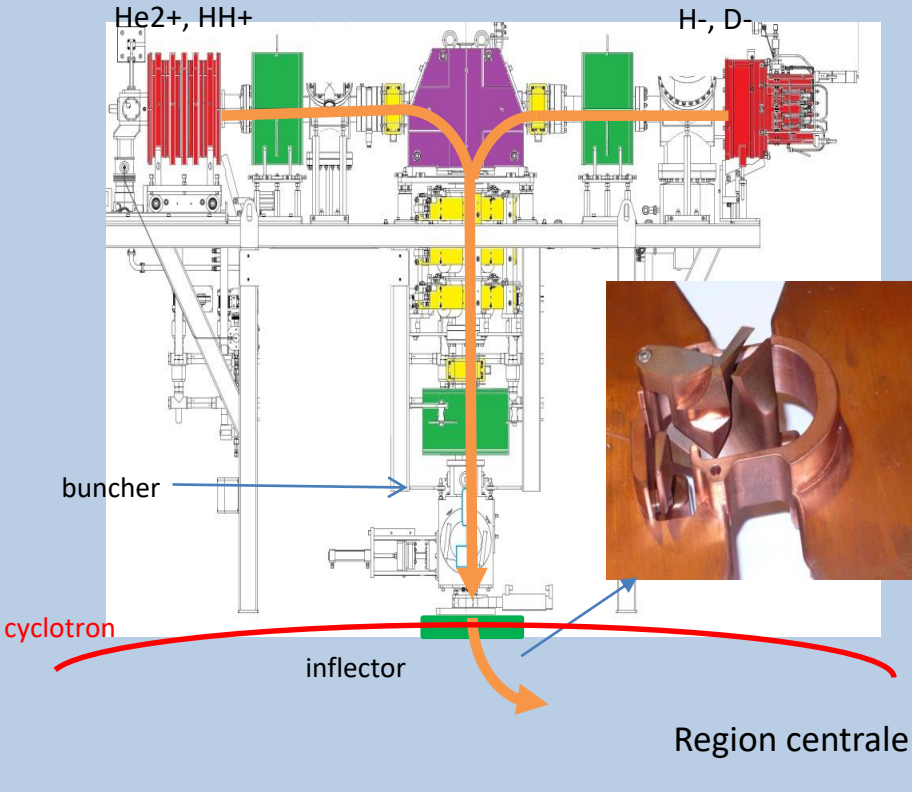 He2+, HH+
H-, D-
buncher
cyclotron
inflector
Region centrale